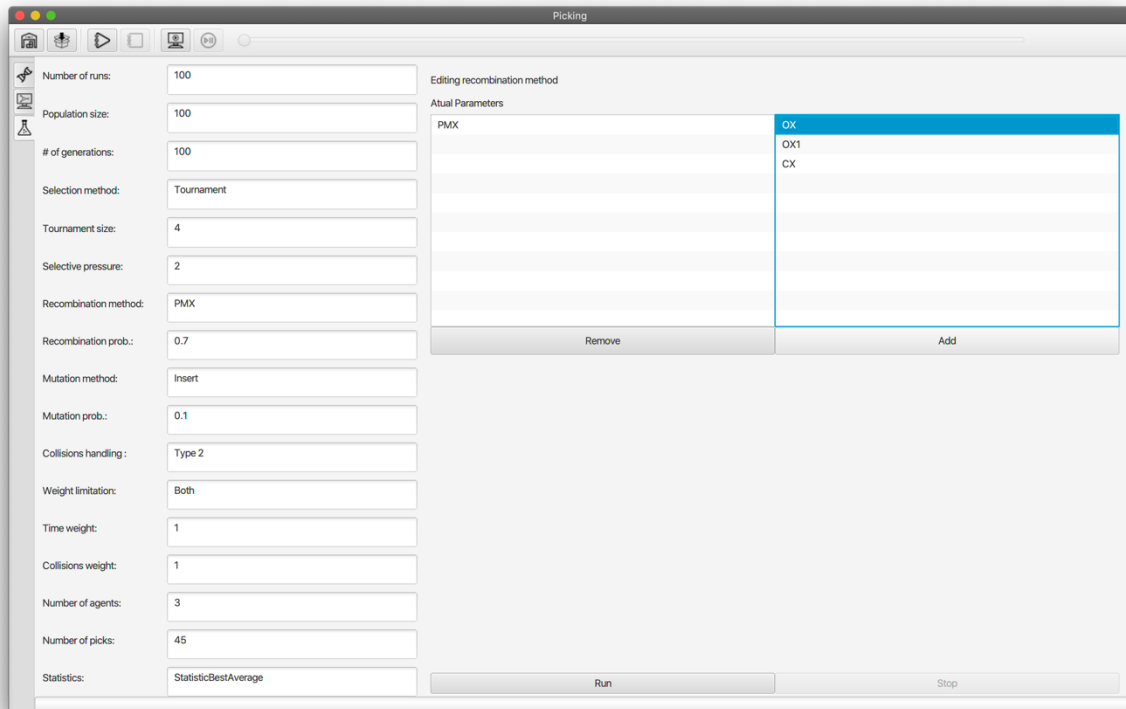 Picking
Number of runs: 100
Population size: 100
# of generations: 100
Selection method: Tournament
Tournament size: 4
Selective pressure: 2
Recombination method: PMX
Recombination prob.: 0.7
Mutation method: Insert
Mutation prob.: 0.1
Collisions handling : Type 2
Weight limitation: Both
Time weight: 1
Collisions weight: 1
Number of agents: 3
Number of picks: 45
Statistics: StatisticBestAverage
Editing recombination method
Atual Parameters
PMX
OX
OX1
CX
Remove
Add
Run
Stop